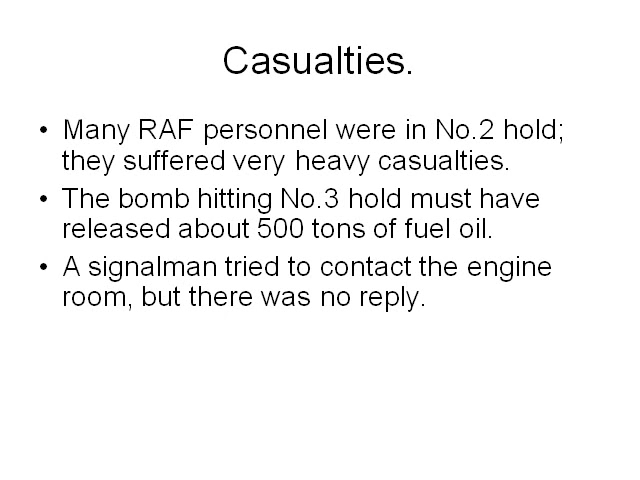 Casualties.
• Many RAF personnel were in No.2 hold;
they suffered very heavy casualties.
• The bomb hitting No.3 hold must have
released about 500 tons of fuel oil.
• A signalman tried to contact the engine
room, but there was no reply.